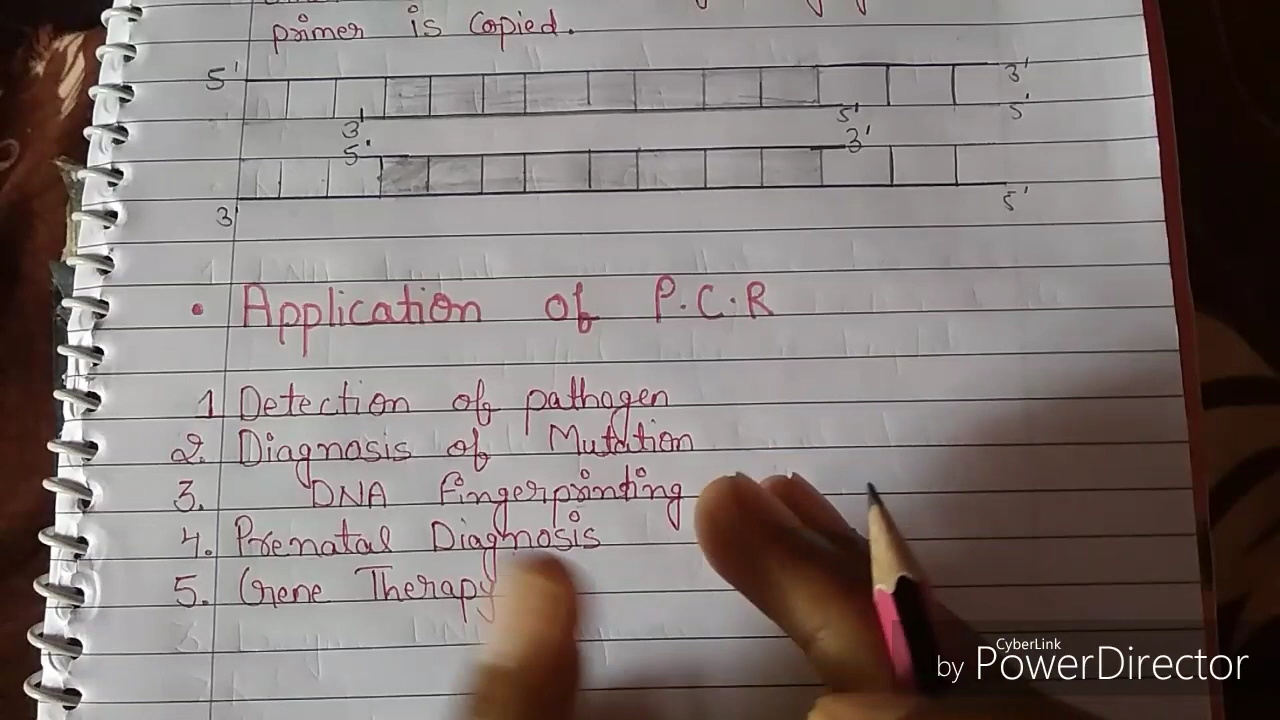 primer is Copied.
5' 3'
3' 5' 5'
5' 3'
3' 5'
• Application of P.C.R
1 Detection of pathogen
2. Diagnosis of Mutation
3. DNA fingerprinting
4. Prenatal Diagnosis
5. Gene Therapy
CyberLink
by PowerDirector